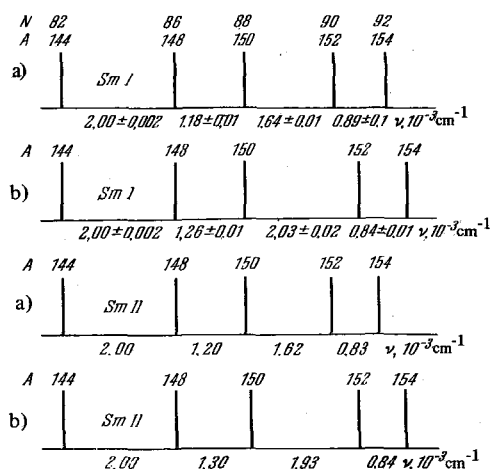 N 82 86 88 90 92
A 144 148 150 152 154
a) Sm I
2,00±0,002 1,18±0,01 1,64±0,01 0,89±0,1 ν, 10⁻³cm⁻¹
A 144 148 150 152 154
b) Sm I
2,00±0,002 1,26±0,01 2,03±0,02 0,84±0,01 ν, 10⁻³cm⁻¹
A 144 148 150 152 154
a) Sm II
2.00 1.20 1.62 0.83 ν, 10⁻³cm⁻¹
A 144 148 150 152 154
b) Sm II
2.00 1.30 1.93 0.84 ν, 10⁻³cm⁻¹